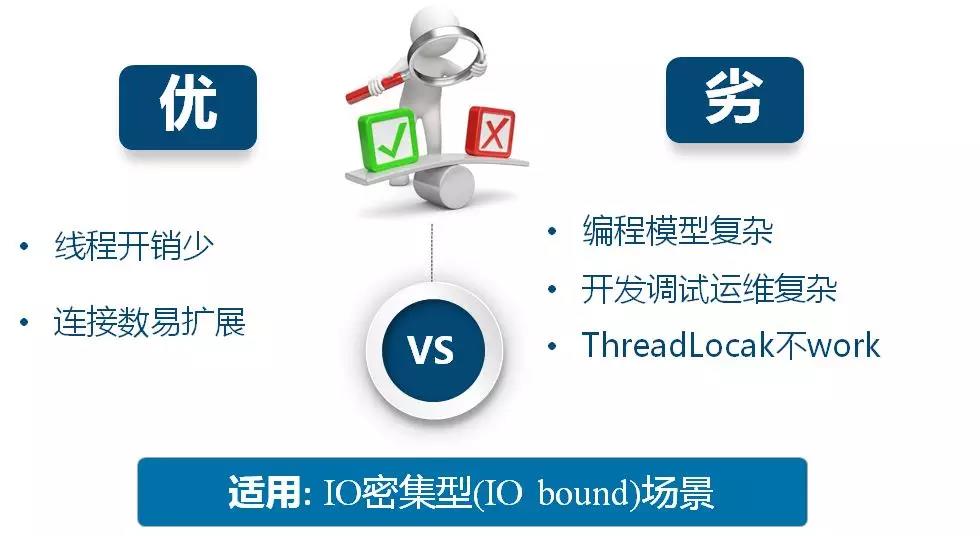 优
劣
• 线程开销少
• 连接数易扩展
VS
• 编程模型复杂
• 开发调试运维复杂
• ThreadLocak不work
适用: IO密集型(IO bound)场景